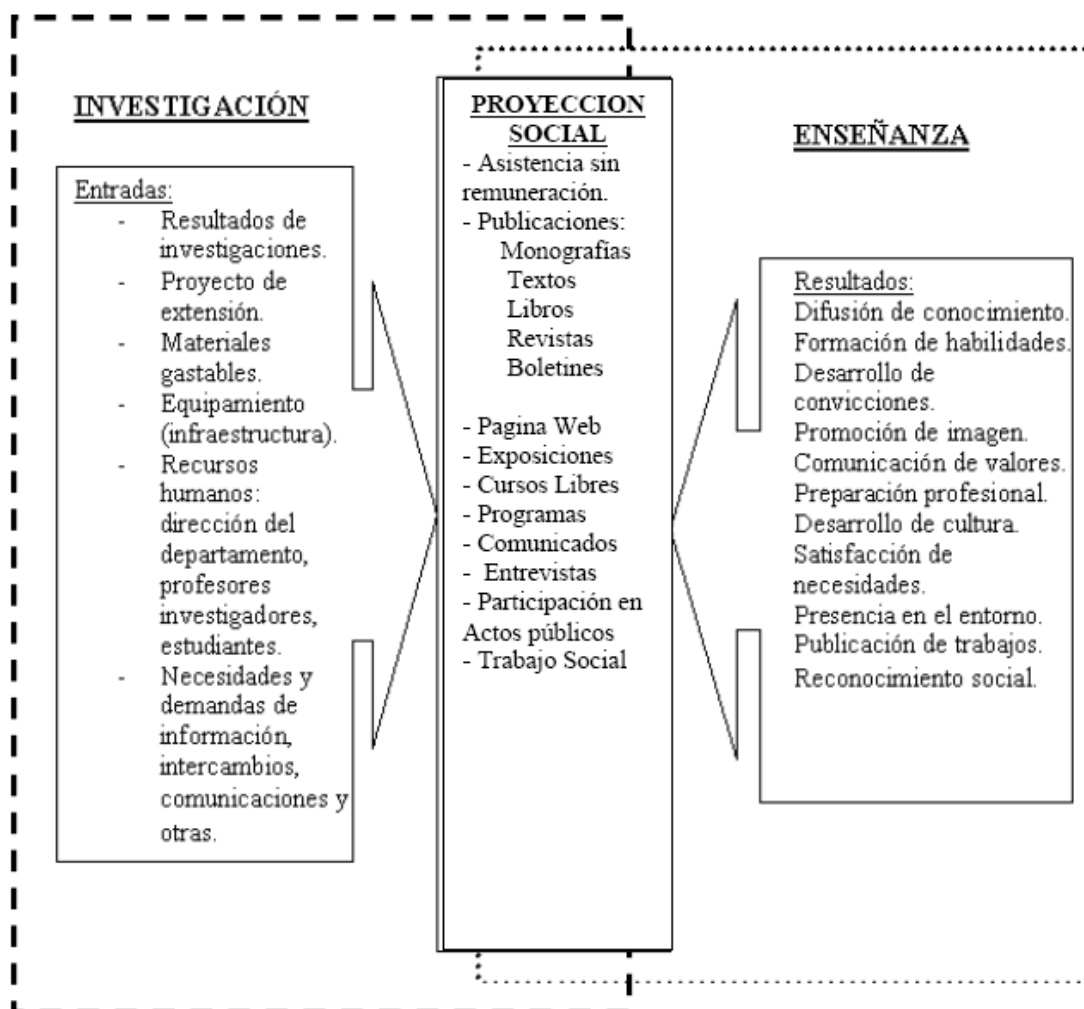 INVESTIGACIÓN
Entradas:
- Resultados de
investigaciones.
- Proyecto de
extensión.
- Materiales
gastables.
- Equipamiento
(infraestructura).
- Recursos
humanos:
dirección del
departamento,
profesores
investigadores,
estudiantes.
- Necesidades y
demandas de
información,
intercambios,
comunicaciones y
otras.
PROYECCION
SOCIAL
- Asistencia sin
remuneración.
- Publicaciones:
Monografías
Textos
Libros
Revistas
Boletines
- Pagina Web
- Exposiciones
- Cursos Libres
- Programas
- Comunicados
- Entrevistas
- Participación en
Actos públicos
- Trabajo Social
ENSEÑANZA
Resultados:
Difusión de conocimiento.
Formación de habilidades.
Desarrollo de
convicciones.
Promoción de imagen.
Comunicación de valores.
Preparación profesional.
Desarrollo de cultura.
Satisfacción de
necesidades.
Presencia en el entorno.
Publicación de trabajos.
Reconocimiento social.